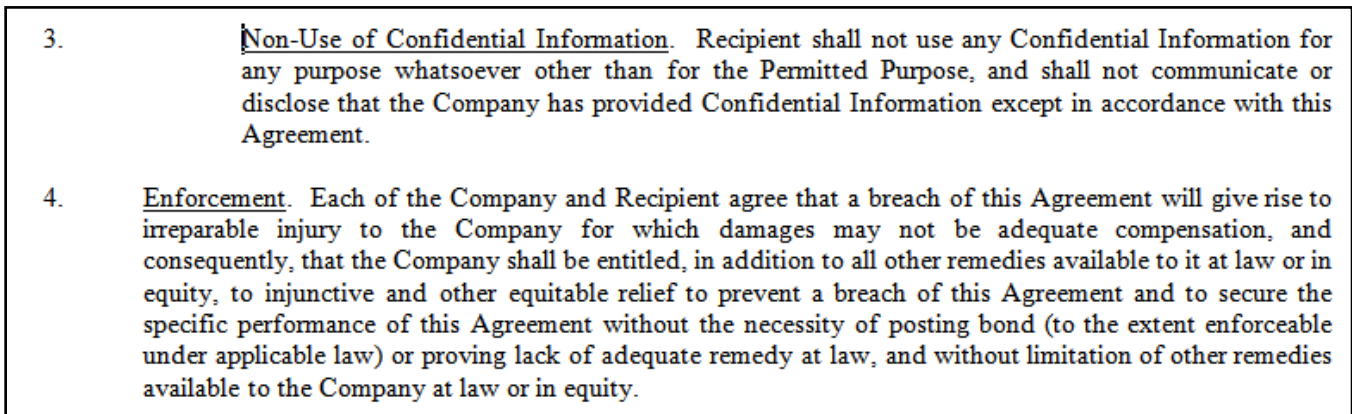 3. Non-Use of Confidential Information. Recipient shall not use any Confidential Information for
any purpose whatsoever other than for the Permitted Purpose, and shall not communicate or
disclose that the Company has provided Confidential Information except in accordance with this
Agreement.
4. Enforcement. Each of the Company and Recipient agree that a breach of this Agreement will give rise to
irreparable injury to the Company for which damages may not be adequate compensation, and
consequently, that the Company shall be entitled, in addition to all other remedies available to it at law or in
equity, to injunctive and other equitable relief to prevent a breach of this Agreement and to secure the
specific performance of this Agreement without the necessity of posting bond (to the extent enforceable
under applicable law) or proving lack of adequate remedy at law, and without limitation of other remedies
available to the Company at law or in equity.